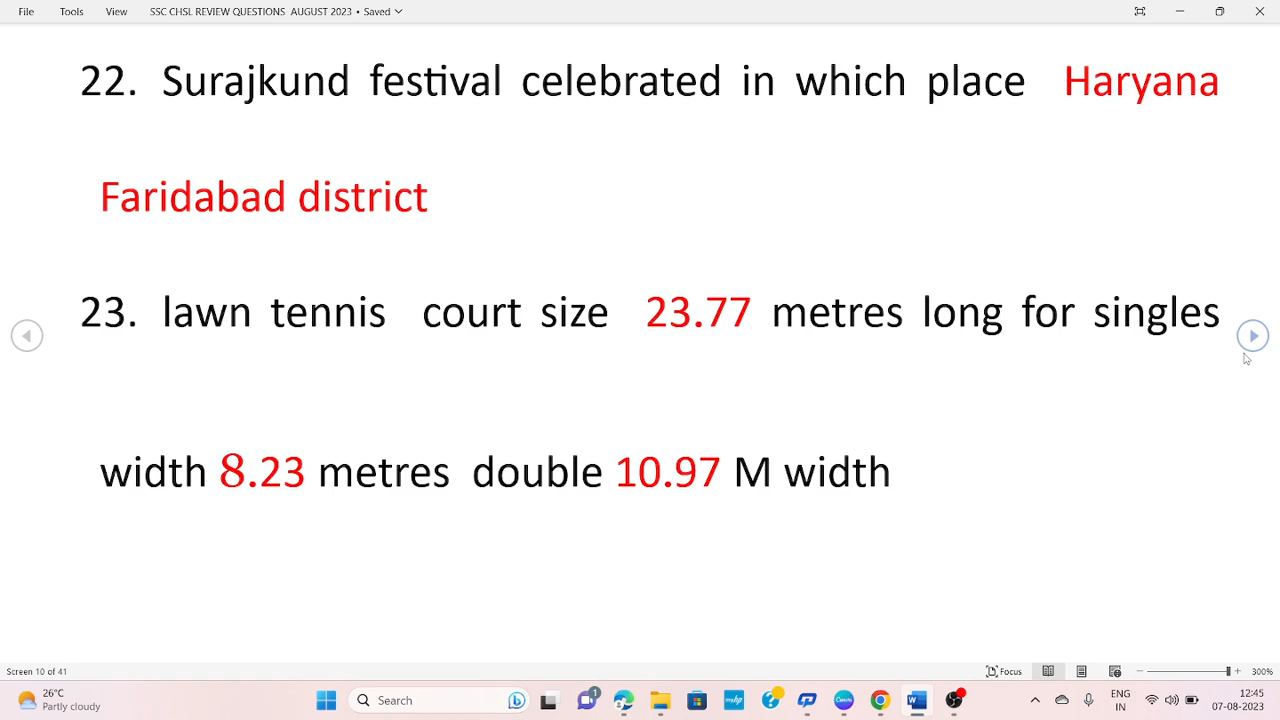 File Tools View SSC CHSL REVIEW QUESTIONS AUGUST 2023 • Saved
22. Surajkund festival celebrated in which place Haryana
Faridabad district
23. lawn tennis court size 23.77 metres long for singles
width 8.23 metres double 10.97 M width
Screen 10 of 41 Focus 300%
26°C
Partly cloudy
Search
1
ENG
IN
12:45
07-08-2023